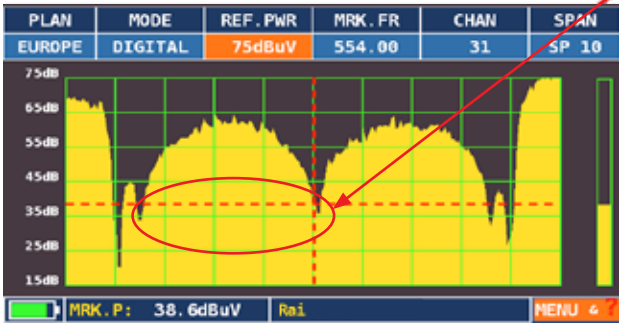 PLAN MODE REF.PWR MRK.FR CHAN SPAN
EUROPE DIGITAL 75dBuV 554.00 31 SP 10
75dB
65dB
55dB
45dB
35dB
25dB
15dB
MRK.P: 38.6dBuV Rai MENU 6 ?